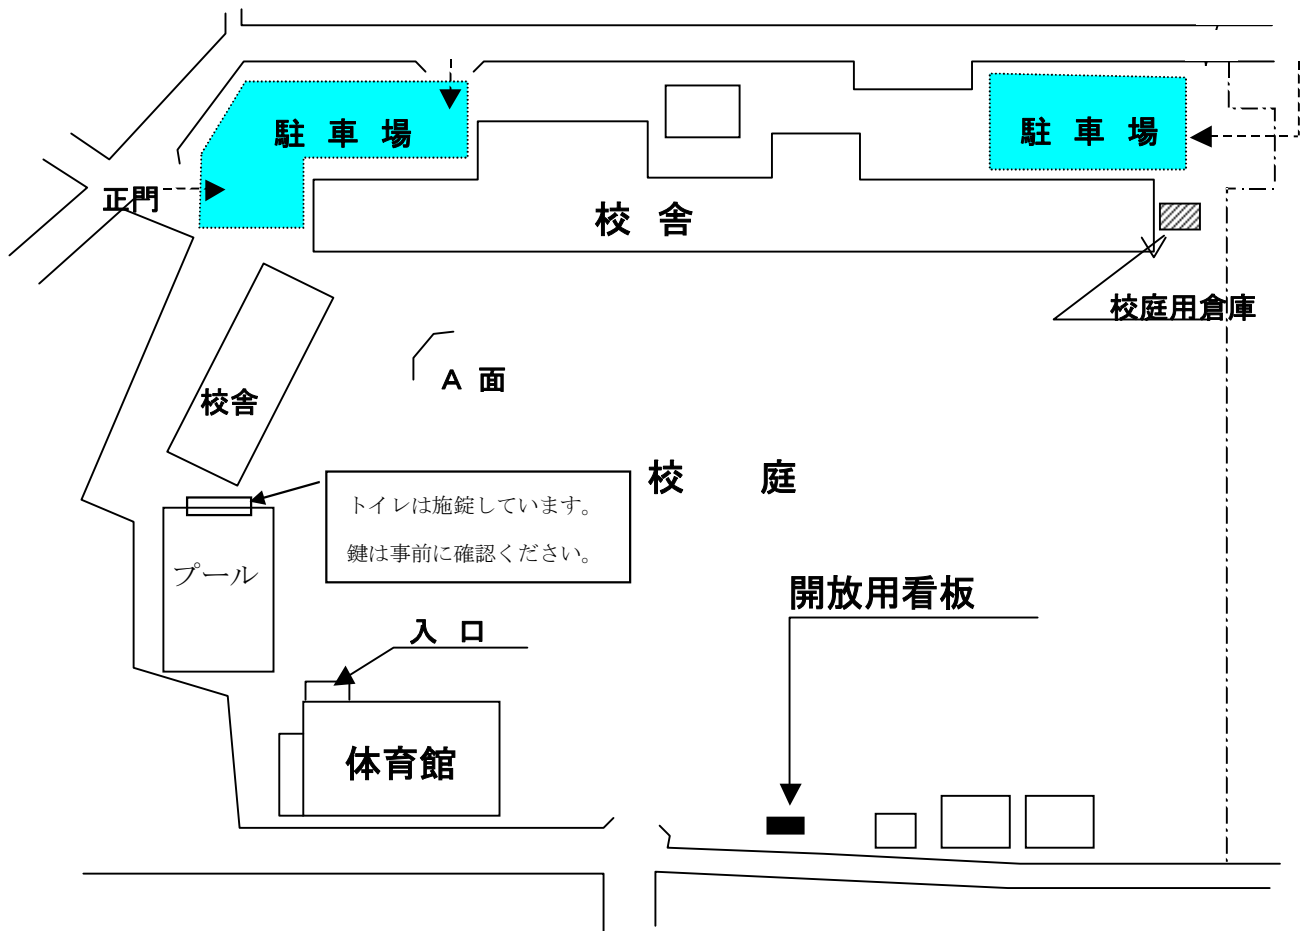 駐 車 場
駐 車 場
正門
校 舎
校庭用倉庫
A 面
校舎
校 庭
トイレは施錠しています。
鍵は事前に確認ください。
プール
開放用看板
入 口
体育館